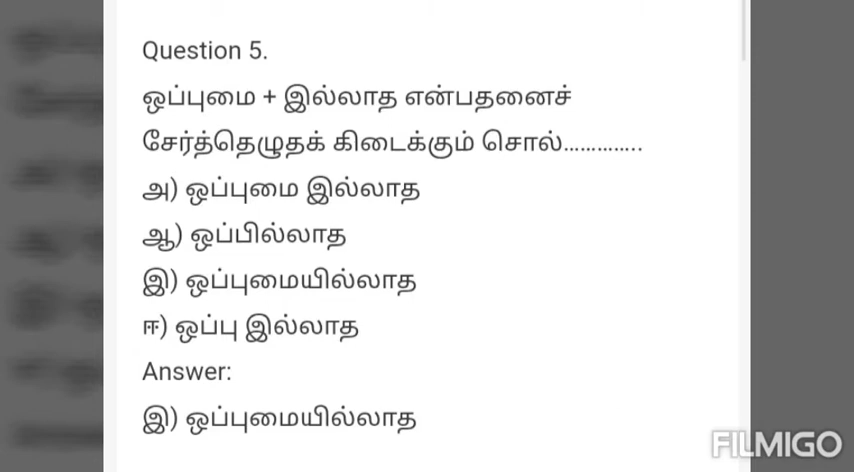 Question 5.
ஒப்புமை + இல்லாத என்பதனைச்
சேர்த்தெழுதக் கிடைக்கும் சொல்…………..
அ) ஒப்புமை இல்லாத
ஆ) ஒப்பில்லாத
இ) ஒப்புமையில்லாத
ஈ) ஒப்பு இல்லாத
Answer:
இ) ஒப்புமையில்லாத
FILMIGO